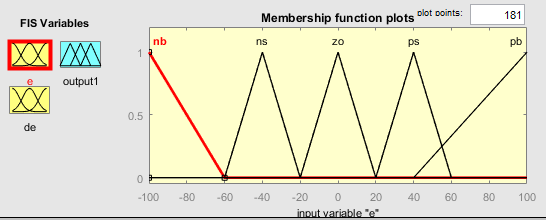 FIS Variables
Membership function plots
plot points:
181
e
output1
de
nb
ns
zo
ps
pb
1
0.5
0
-100
-80
-60
-40
-20
0
20
40
60
80
100
input variable "e"